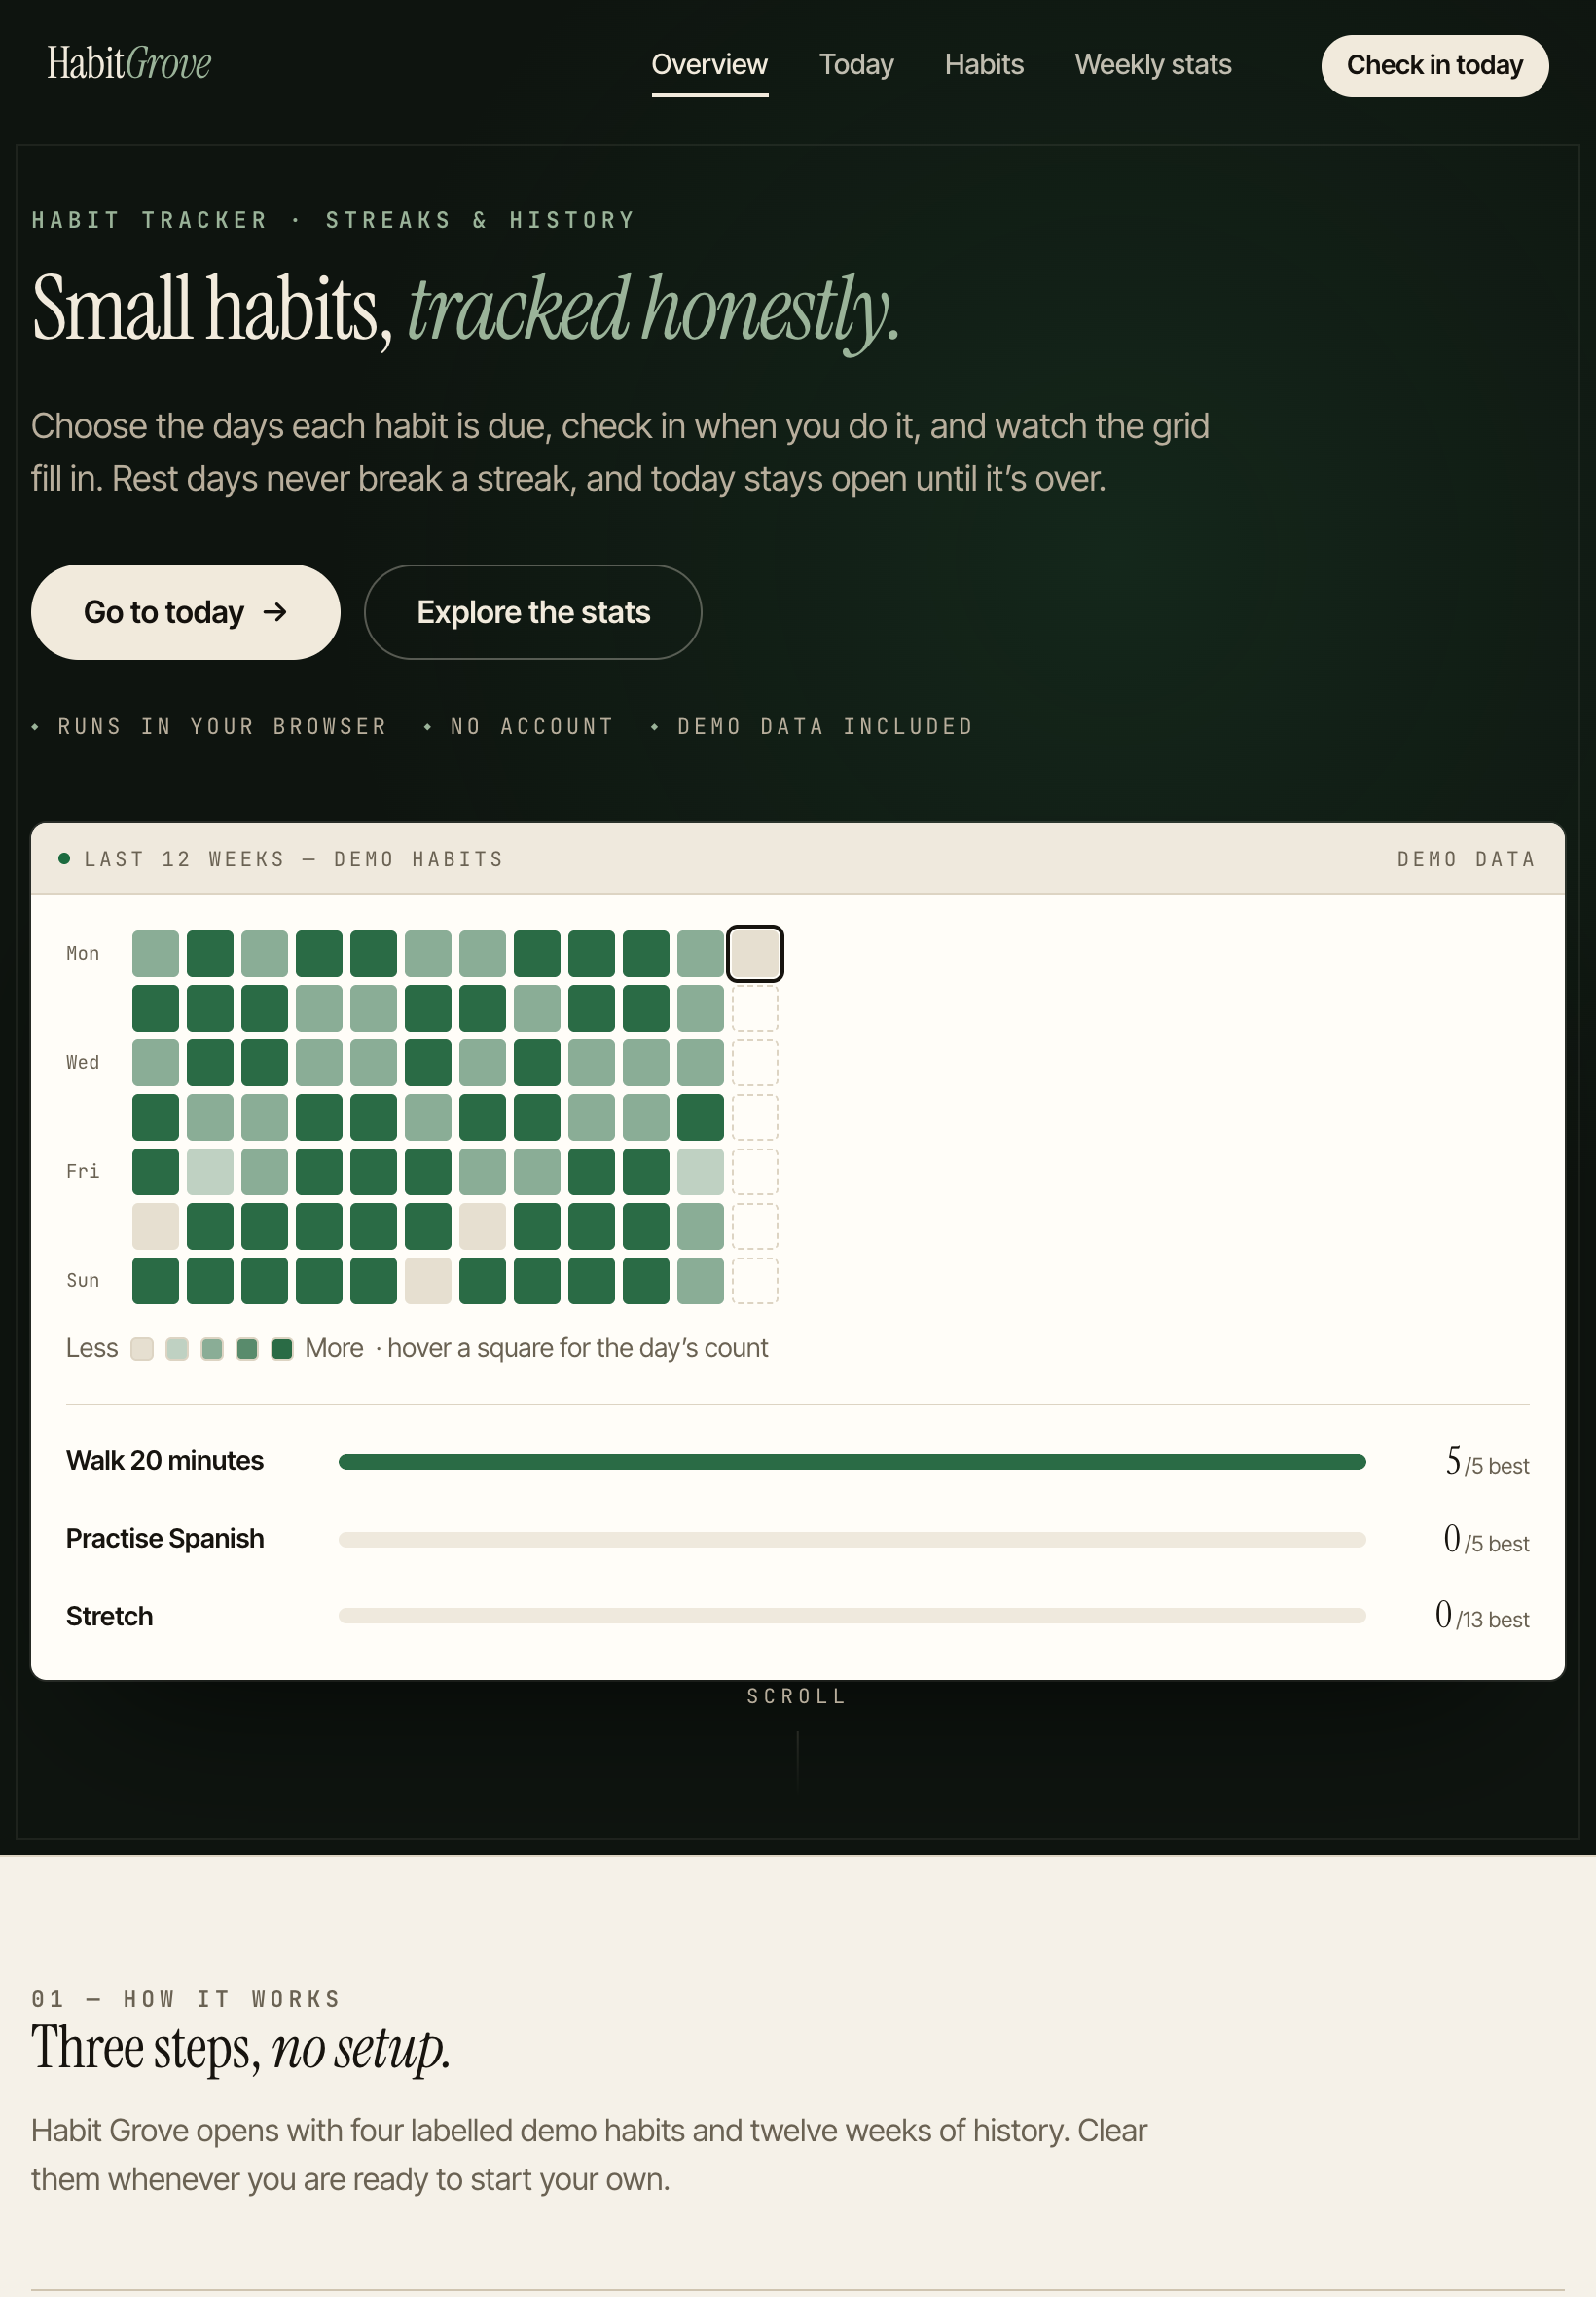 HabitGrove
Overview Today Habits Weekly stats Check in today
HABIT TRACKER · STREAKS & HISTORY
Small habits, tracked honestly.
Choose the days each habit is due, check in when you do it, and watch the grid
fill in. Rest days never break a streak, and today stays open until it’s over.
Go to today → Explore the stats
RUNS IN YOUR BROWSER NO ACCOUNT DEMO DATA INCLUDED
LAST 12 WEEKS — DEMO HABITS DEMO DATA
Mon
Wed
Fri
Sun
Less More · hover a square for the day’s count
Walk 20 minutes 5/5 best
Practise Spanish 0/5 best
Stretch 0/13 best
SCROLL
01 — HOW IT WORKS
Three steps, no setup.
Habit Grove opens with four labelled demo habits and twelve weeks of history. Clear
them whenever you are ready to start your own.